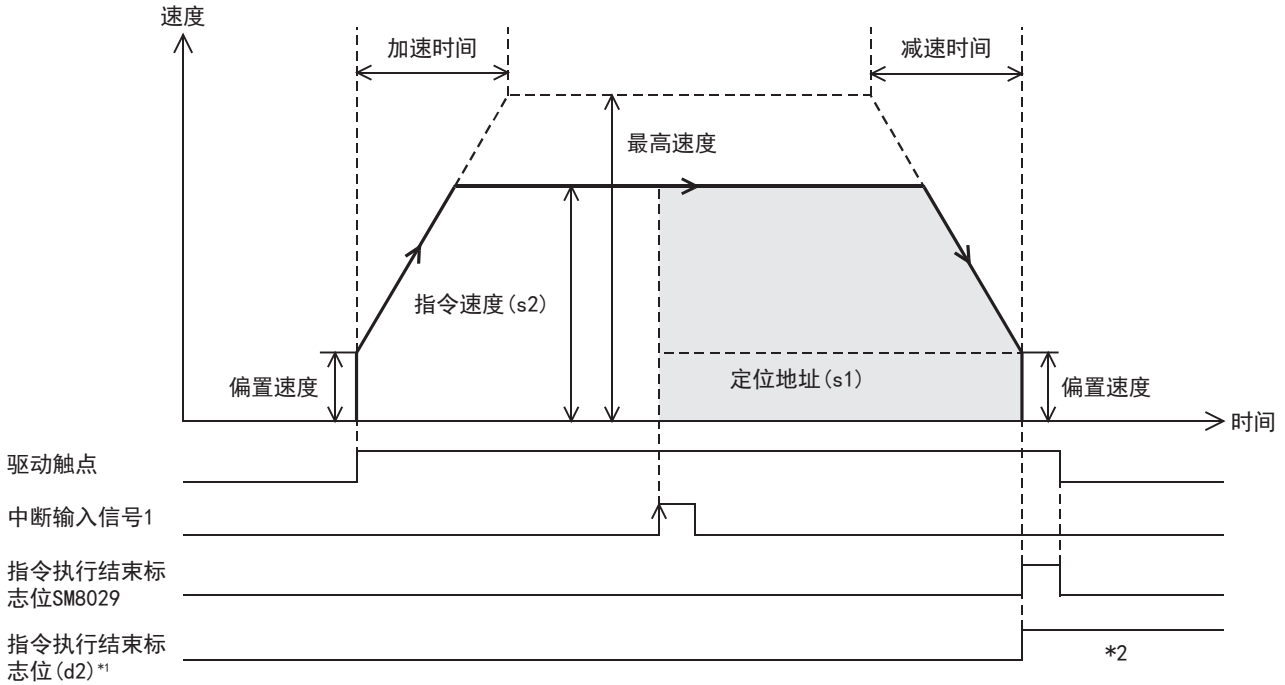 速度
加速时间
减速时间
最高速度
指令速度(s2)
定位地址(s1)
偏置速度
偏置速度
时间
驱动触点
中断输入信号1
指令执行结束标
志位SM8029
指令执行结束标
志位(d2)*1
*2